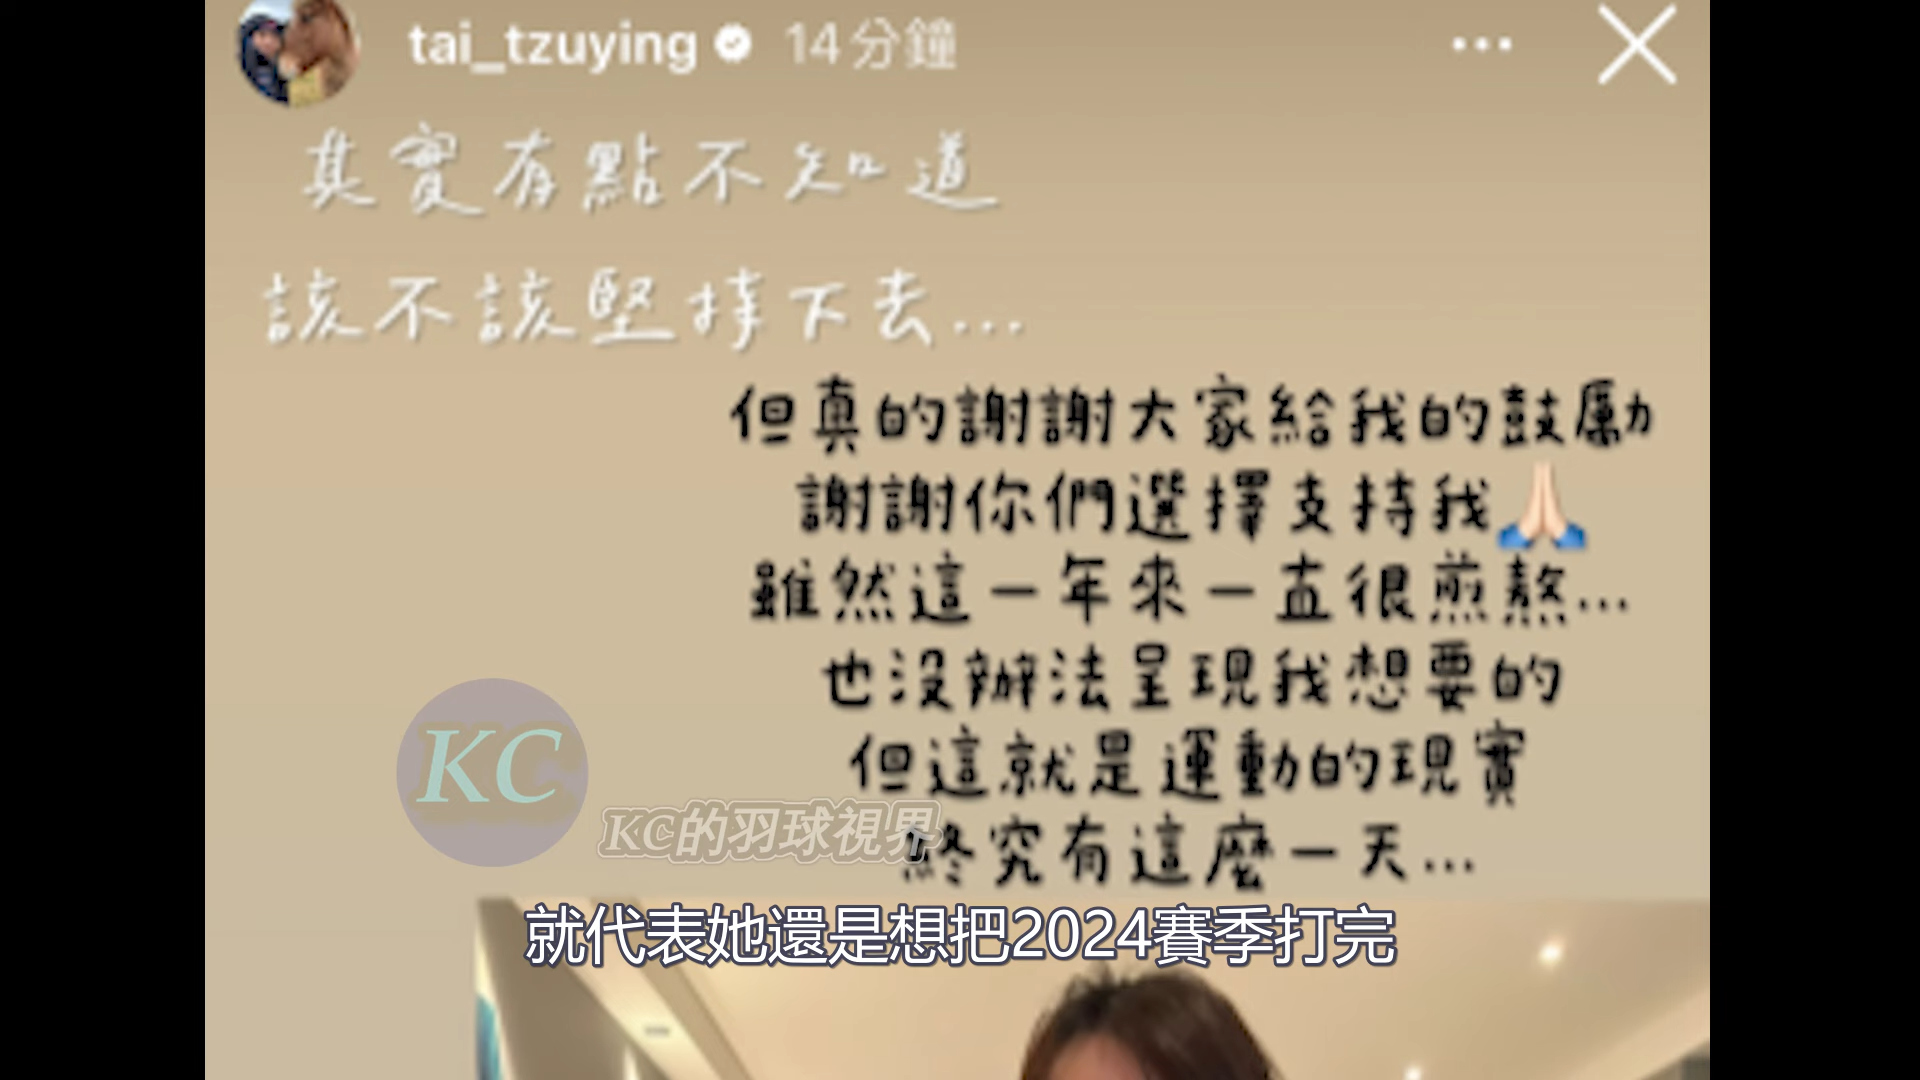 tai_tzuying 14分鐘
其實有點不知道
該不該堅持下去...
但真的謝謝大家給我的鼓勵
謝謝你們選擇支持我🙏🏻
雖然這一年來一直很煎熬...
也沒辦法呈現我想要的
但這就是運動的現實
KC
KC的羽球視界
終究有這麼一天...
就代表她還是想把2024賽季打完